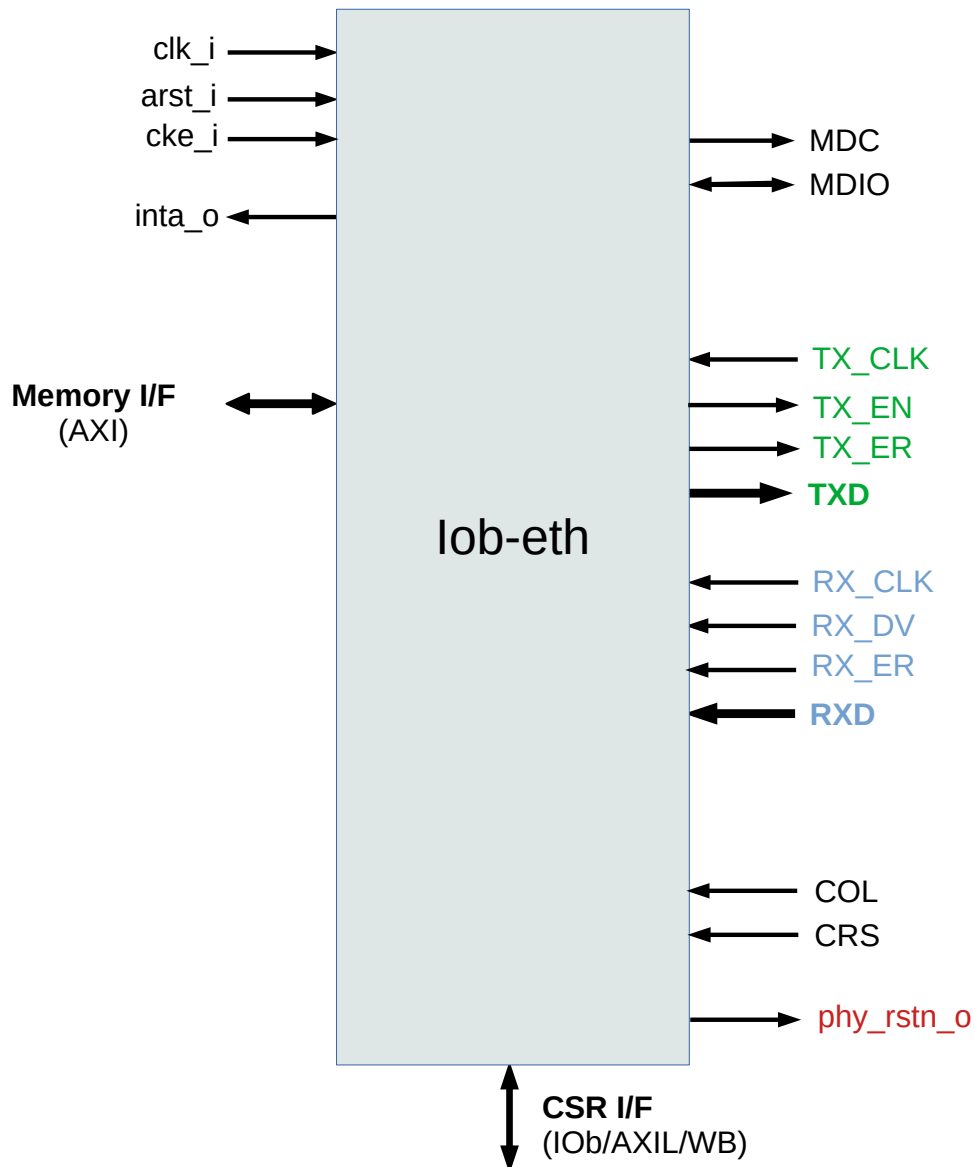 clk_i
arst_i
cke_i
inta_o
Memory I/F
(AXI)
Iob-eth
MDC
MDIO
TX_CLK
TX_EN
TX_ER
TXD
RX_CLK
RX_DV
RX_ER
RXD
COL
CRS
phy_rstn_o
CSR I/F
(IOb/AXIL/WB)